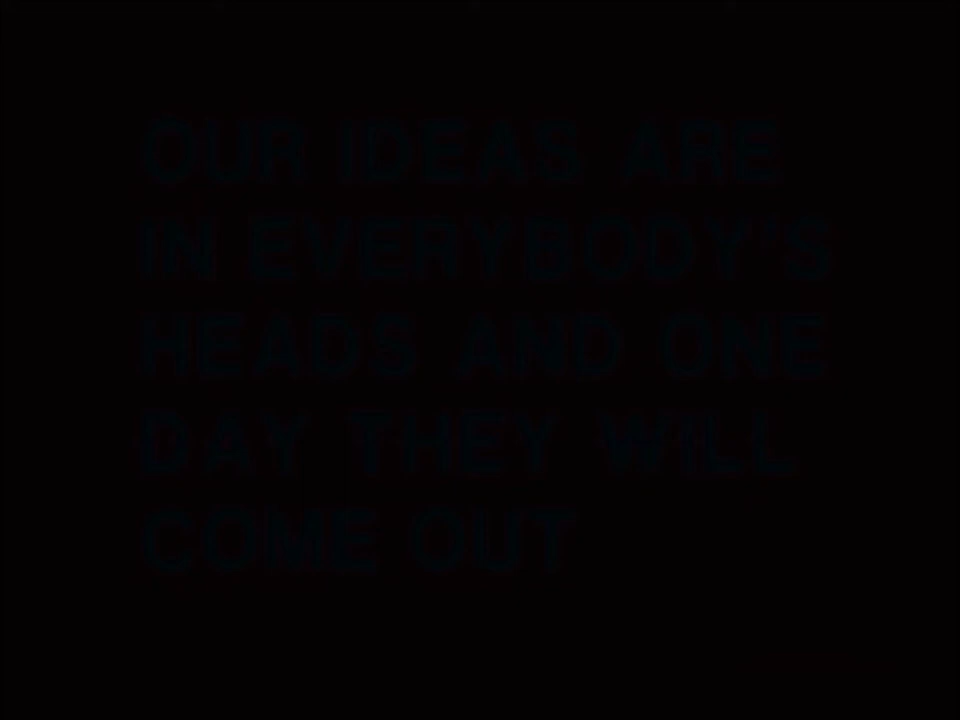 OUR IDEAS ARE
IN EVERYBODY'S
HEADS AND ONE
DAY THEY WILL
COME OUT